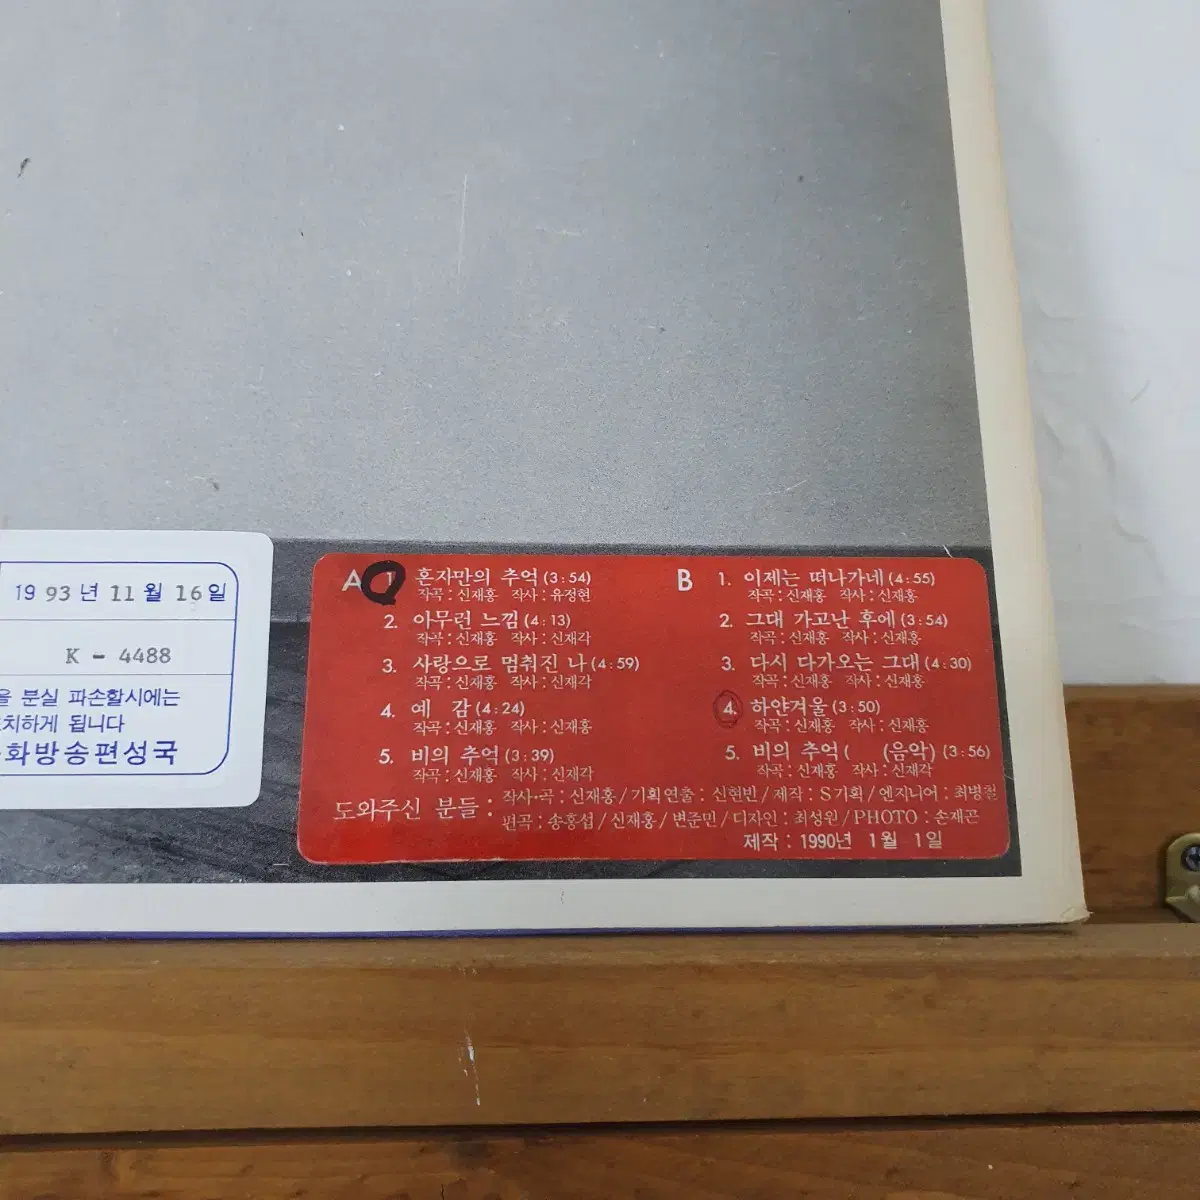 1993년 11월 16일
K - 4488
을 분실 파손할시에는
치하게 됩니다
화방송편성국
A 1. 혼자만의 추억 (3:54)
작곡 : 신재홍 작사 : 유정현
2. 아무런 느낌 (4:13)
작곡 : 신재홍 작사 : 신재각
3. 사랑으로 멈춰진 나 (4:59)
작곡 : 신재홍 작사 : 신재각
4. 예 감 (4:24)
작곡 : 신재홍 작사 : 신재홍
5. 비의 추억 (3:39)
작곡 : 신재홍 작사 : 신재각
B 1. 이제는 떠나가네 (4:55)
작곡 : 신재홍 작사 : 신재홍
2. 그대 가고난 후에 (3:54)
작곡 : 신재홍 작사 : 신재홍
3. 다시 다가오는 그대 (4:30)
작곡 : 신재홍 작사 : 신재홍
4. 하얀겨울 (3:50)
작곡 : 신재홍 작사 : 신재홍
5. 비의 추억 ( (음악) (3:56)
작곡 : 신재홍 작사 : 신재각
도와주신 분들 : 작사·곡 : 신재홍 / 기획연출 : 신현빈 / 제작 : S기획 / 엔지니어 : 최병철
편곡 : 송홍섭 / 신재홍 / 변준민 / 디자인 : 최성원 / PHOTO : 손재곤
제작 : 1990년 1월 1일